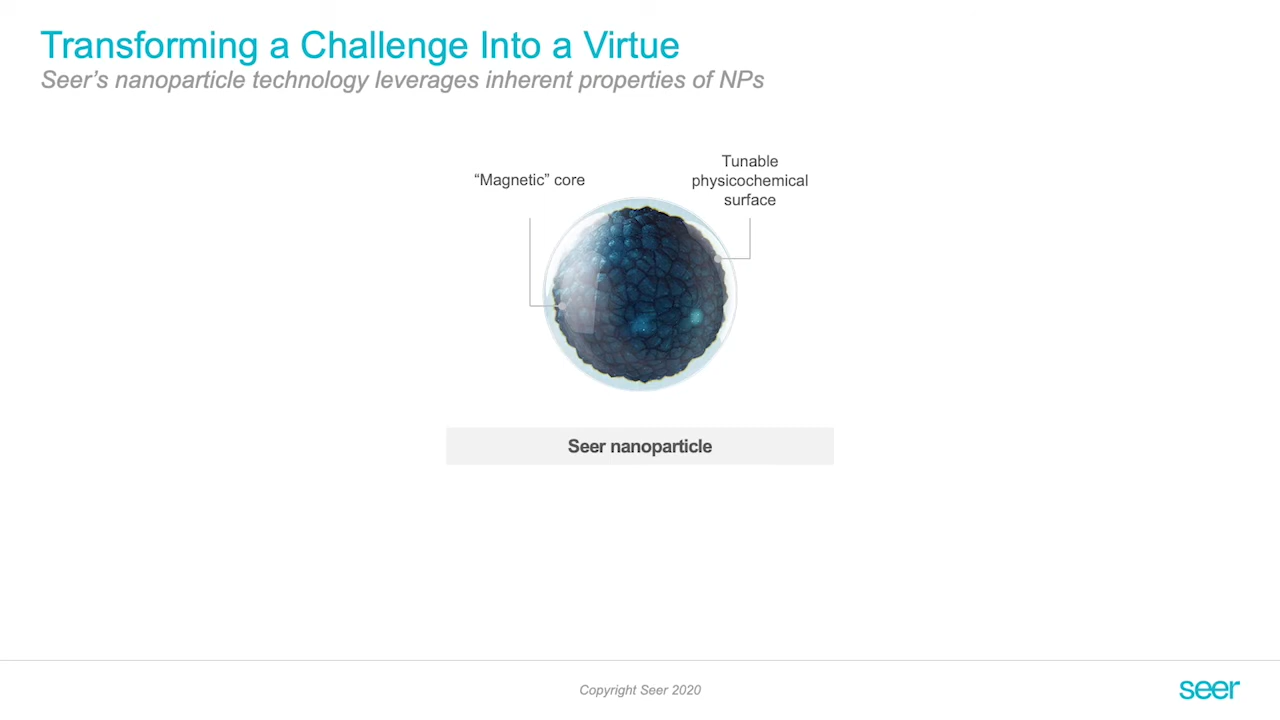 Transforming a Challenge Into a Virtue
Seer’s nanoparticle technology leverages inherent properties of NPs
“Magnetic” core
Tunable
physicochemical
surface
Seer nanoparticle
Copyright Seer 2020
seer